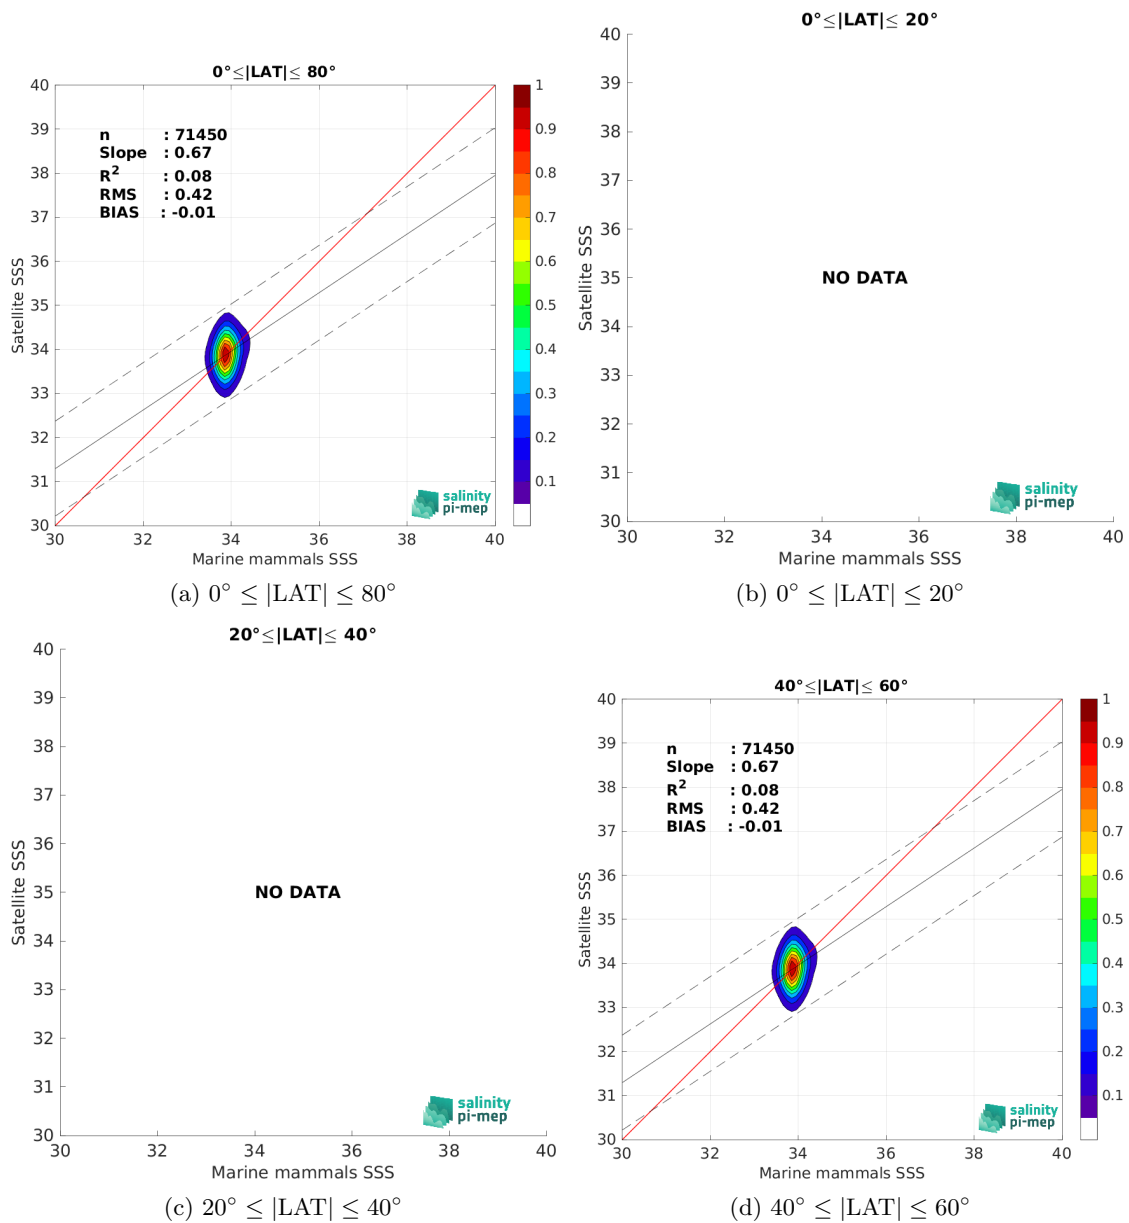 0°≤|LAT|≤ 80°
40
39
38
37
36
35
34
33
32
31
30
Satellite SSS
n : 71450
Slope : 0.67
R² : 0.08
RMS : 0.42
BIAS : -0.01
salinity
pi-mep
30 32 34 36 38 40
Marine mammals SSS
1
0.9
0.8
0.7
0.6
0.5
0.4
0.3
0.2
0.1
(a) 0° ≤ |LAT| ≤ 80°
0°≤|LAT|≤ 20°
40
39
38
37
36
35
34
33
32
31
30
Satellite SSS
NO DATA
salinity
pi-mep
30 32 34 36 38 40
Marine mammals SSS
(b) 0° ≤ |LAT| ≤ 20°
20°≤|LAT|≤ 40°
40
39
38
37
36
35
34
33
32
31
30
Satellite SSS
NO DATA
salinity
pi-mep
30 32 34 36 38 40
Marine mammals SSS
(c) 20° ≤ |LAT| ≤ 40°
40°≤|LAT|≤ 60°
40
39
38
37
36
35
34
33
32
31
30
Satellite SSS
n : 71450
Slope : 0.67
R² : 0.08
RMS : 0.42
BIAS : -0.01
salinity
pi-mep
30 32 34 36 38 40
Marine mammals SSS
1
0.9
0.8
0.7
0.6
0.5
0.4
0.3
0.2
0.1
(d) 40° ≤ |LAT| ≤ 60°